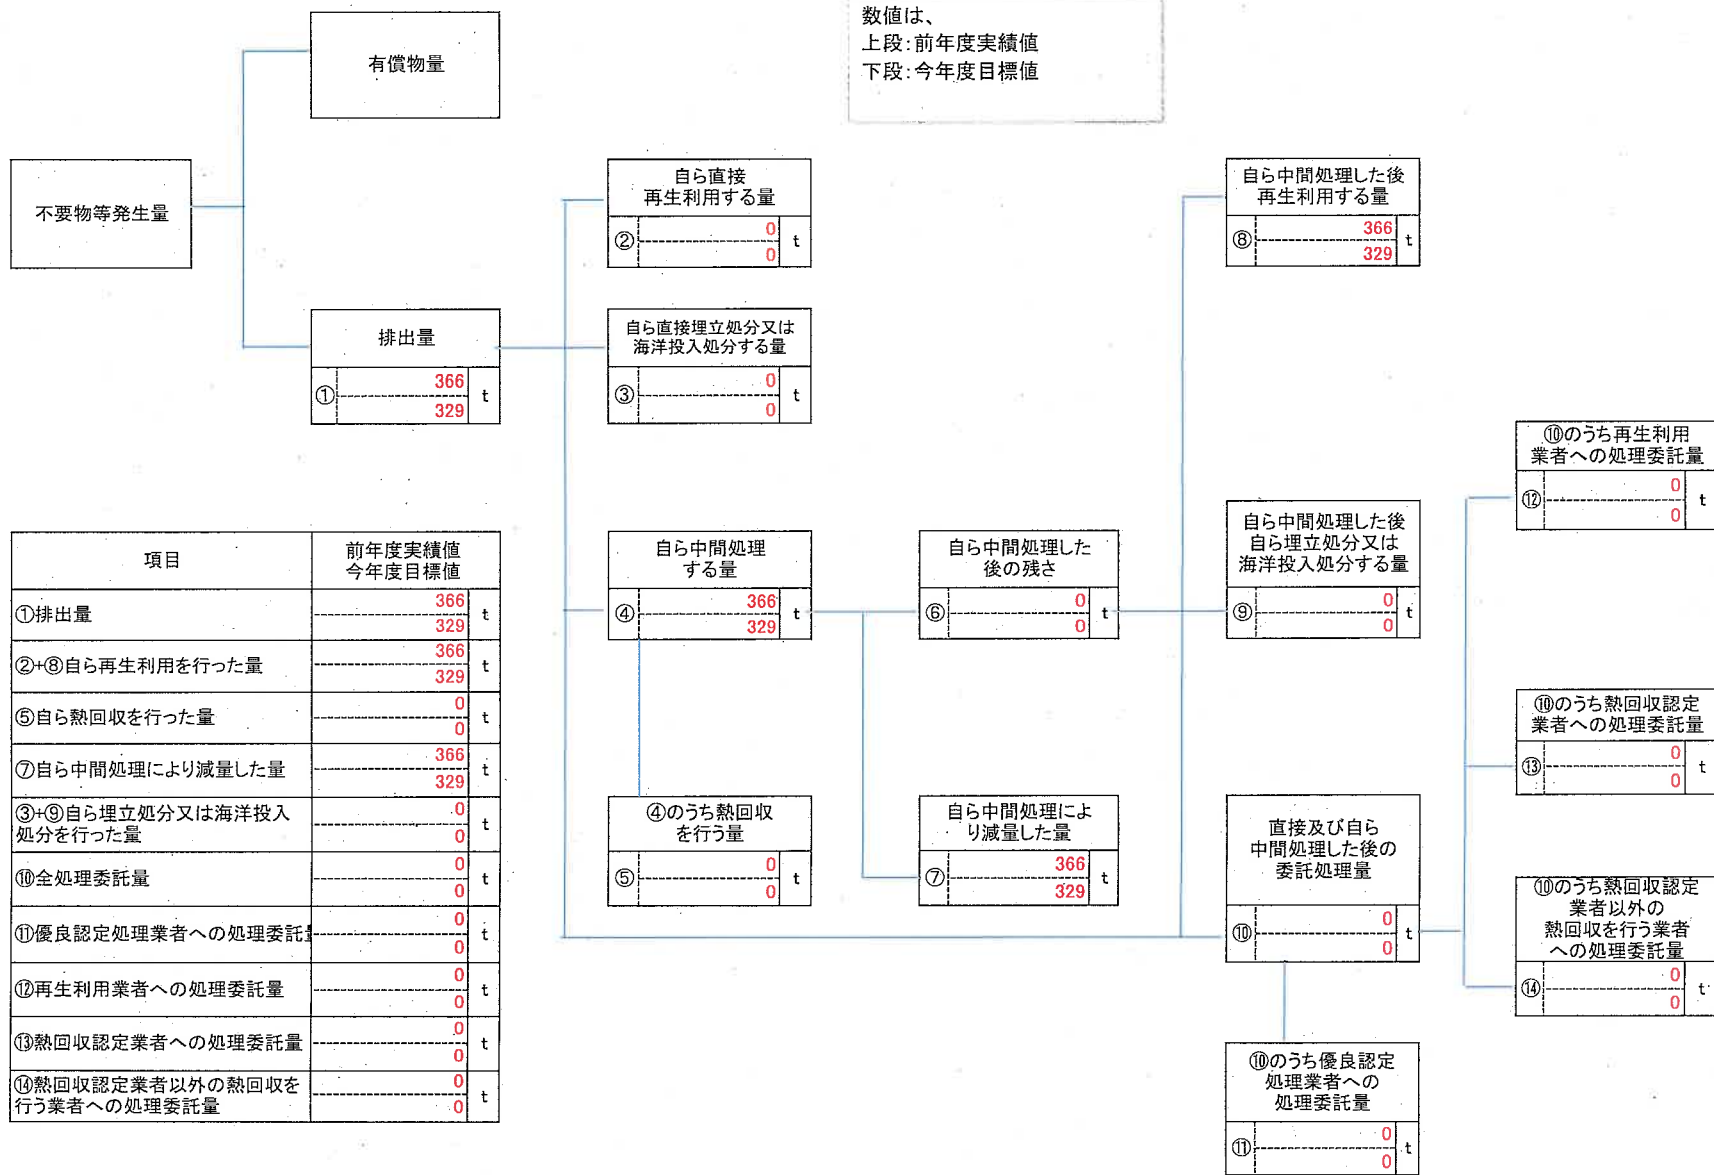 数値は、
上段:前年度実績値
下段:今年度目標値
有償物量
不要物等発生量
排出量
①
366
329
t
自ら直接
再生利用する量
②
0
0
t
自ら直接埋立処分又は
海洋投入処分する量
③
0
0
t
自ら中間処理
する量
④
366
329
t
④のうち熱回収
を行う量
⑤
0
0
t
自ら中間処理した
後の残さ
⑥
0
0
t
自ら中間処理によ
り減量した量
⑦
366
329
t
自ら中間処理した後
再生利用する量
⑧
366
329
t
自ら中間処理した後
自ら埋立処分又は
海洋投入処分する量
⑨
0
0
t
直接及び自ら
中間処理した後の
委託処理量
⑩
0
0
t
⑩のうち優良認定
処理業者への
処理委託量
⑪
0
0
t
⑩のうち再生利用
業者への処理委託量
⑫
0
0
t
⑩のうち熱回収認定
業者への処理委託量
⑬
0
0
t
⑩のうち熱回収認定
業者以外の
熱回収を行う業者
への処理委託量
⑭
0
0
t
項目
前年度実績値
今年度目標値
①排出量
366
329
t
②+⑧自ら再生利用を行った量
366
329
t
⑤自ら熱回収を行った量
0
0
t
⑦自ら中間処理により減量した量
366
329
t
③+⑨自ら埋立処分又は海洋投入
処分を行った量
0
0
t
⑩全処理委託量
0
0
t
⑪優良認定処理業者への処理委託
0
0
t
⑫再生利用業者への処理委託量
0
0
t
⑬熱回収認定業者への処理委託量
0
0
t
⑭熱回収認定業者以外の熱回収を
行う業者への処理委託量
0
0
t